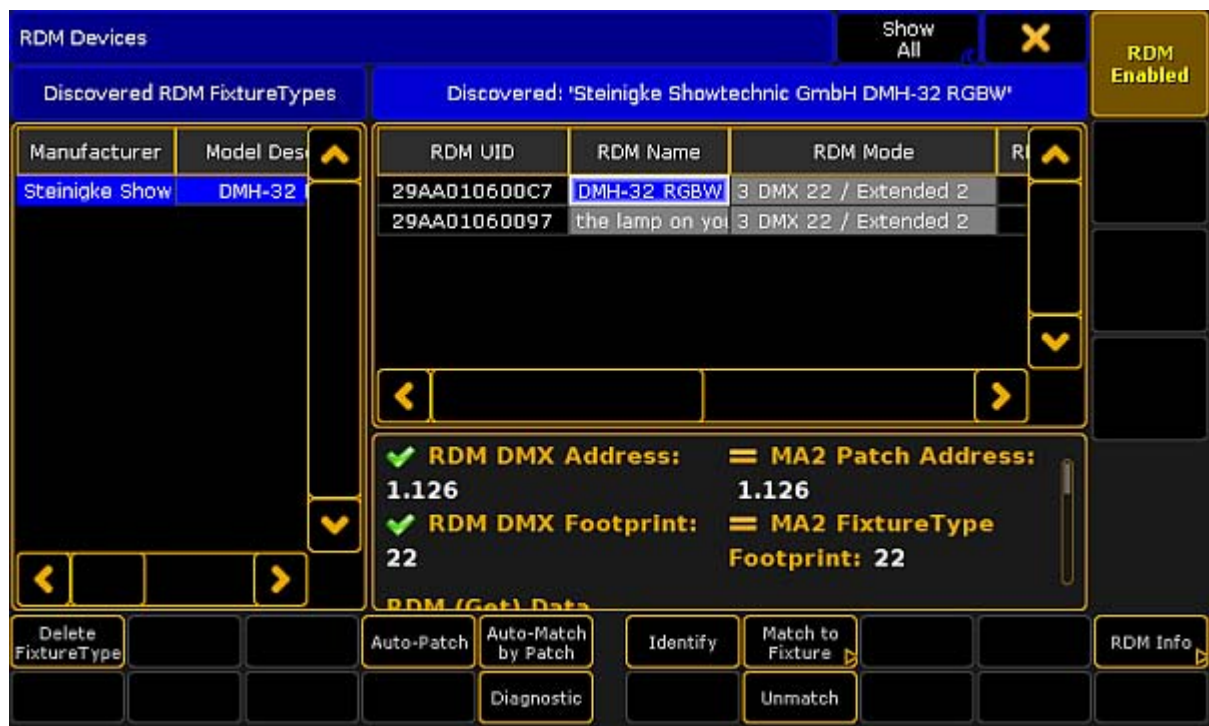 RDM Devices
Show
All
RDM
Enabled
Discovered RDM FixtureTypes
Discovered: 'Steinigke Showtechnic GmbH DMH-32 RGBW'
Manufacturer Model Des
RDM UID RDM Name RDM Mode
Steinigke Show DMH-32
29AA010600C7 DMH-32 RGBW 3 DMX 22 / Extended 2
29AA01060097 the lamp on you 3 DMX 22 / Extended 2
RDM DMX Address: = MA2 Patch Address:
1.126 1.126
RDM DMX Footprint: = MA2 FixtureType
22 Footprint: 22
RDM (Get) Data
Delete
FixtureType
Auto-Patch
Auto-Match
by Patch
Identify
Match to
Fixture
RDM Info
Diagnostic
Unmatch